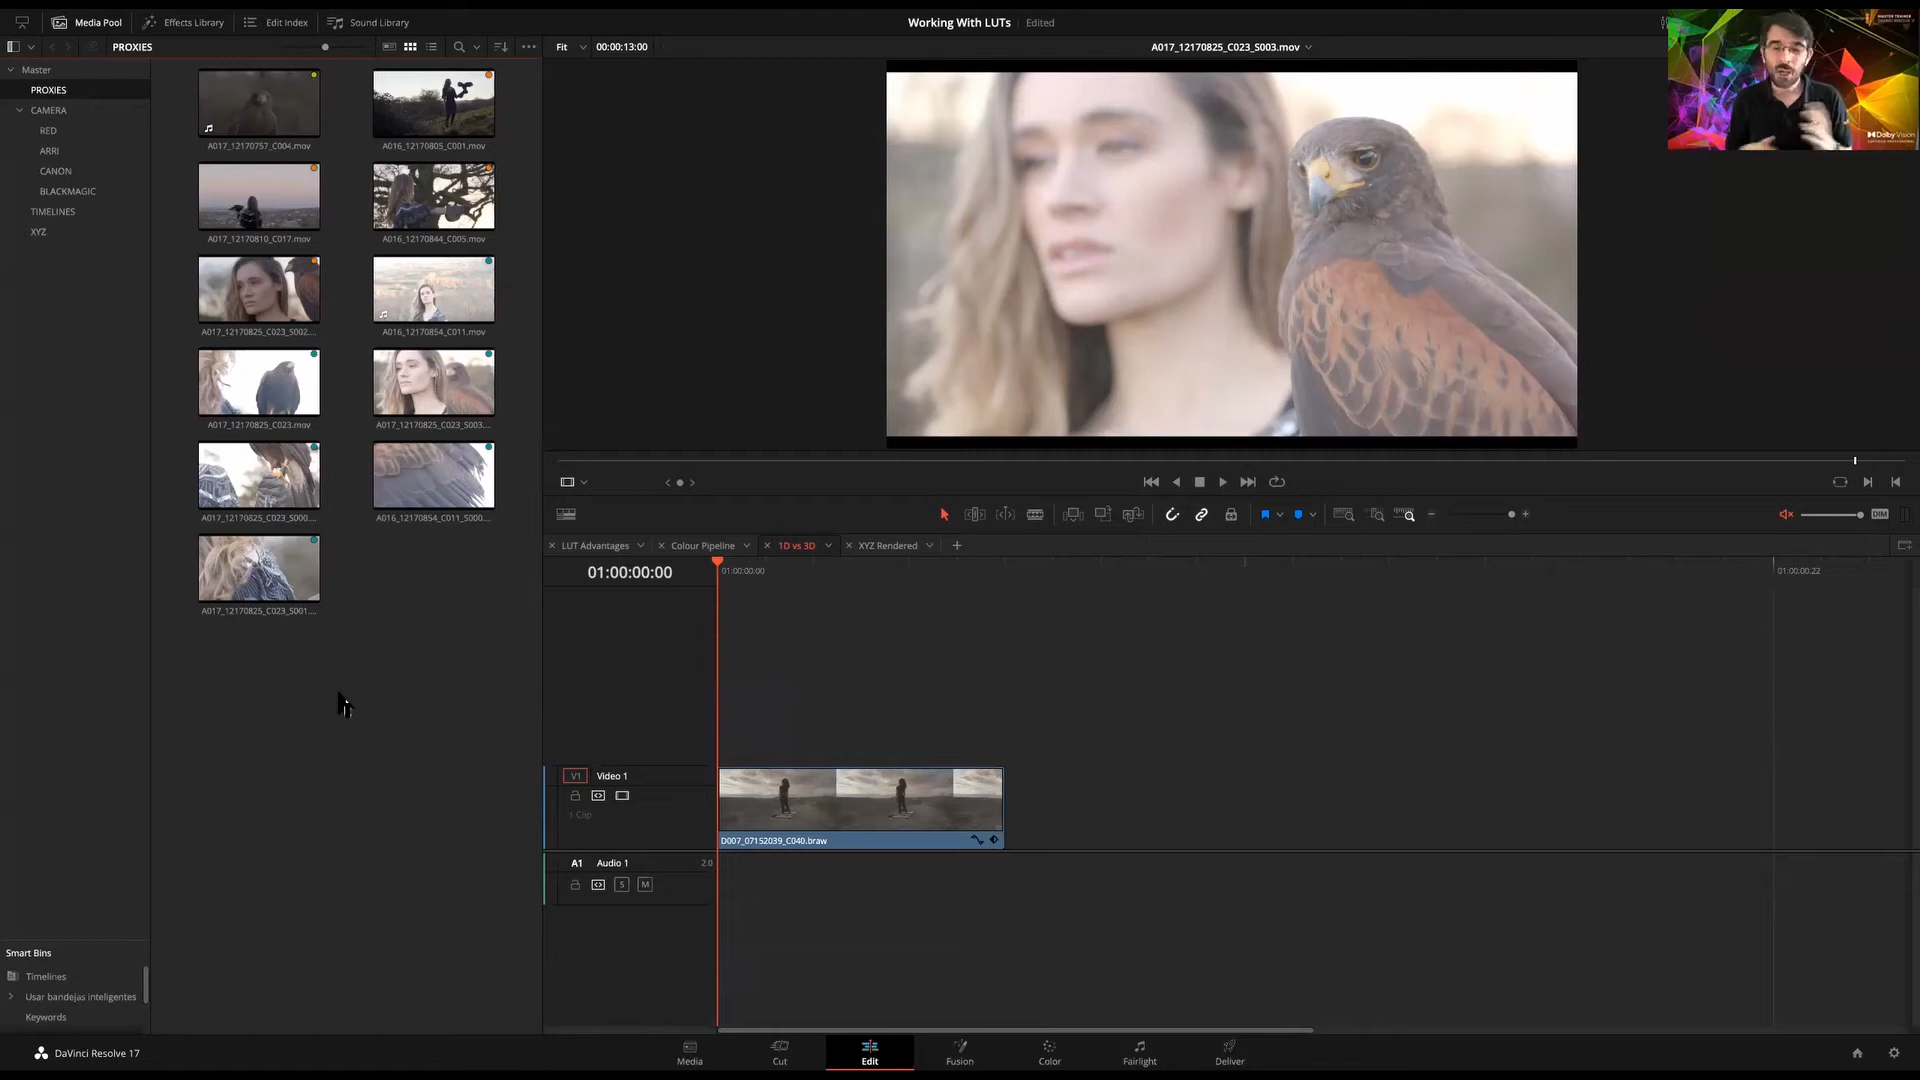 Media Pool
Effects Library
Edit Index
Sound Library
Working With LUTs
Edited
PROXIES
Fit
00:00:13:00
A017_12170825_C023_S003.mov
Master
PROXIES
CAMERA
RED
ARRI
CANON
BLACKMAGIC
TIMELINES
XYZ
A017_12170757_C004.mov
A016_12170805_C001.mov
A017_12170810_C017.mov
A016_12170844_C005.mov
A017_12170825_C023_S002....
A016_12170854_C011.mov
A017_12170825_C023.mov
A017_12170825_C023_S003....
A017_12170825_C023_S000....
A016_12170854_C011_S000....
A017_12170825_C023_S001....
MASTER TRAINER
Dolby Vision
DIM
LUT Advantages
Colour Pipeline
1D vs 3D
XYZ Rendered
01:00:00:00
01:00:00:00
01:00:00:22
V1
Video 1
1 Clip
D007_07152039_C040.braw
A1
Audio 1
2.0
S
M
Smart Bins
Timelines
Usar bandejas inteligentes
Keywords
DaVinci Resolve 17
Media
Cut
Edit
Fusion
Color
Fairlight
Deliver